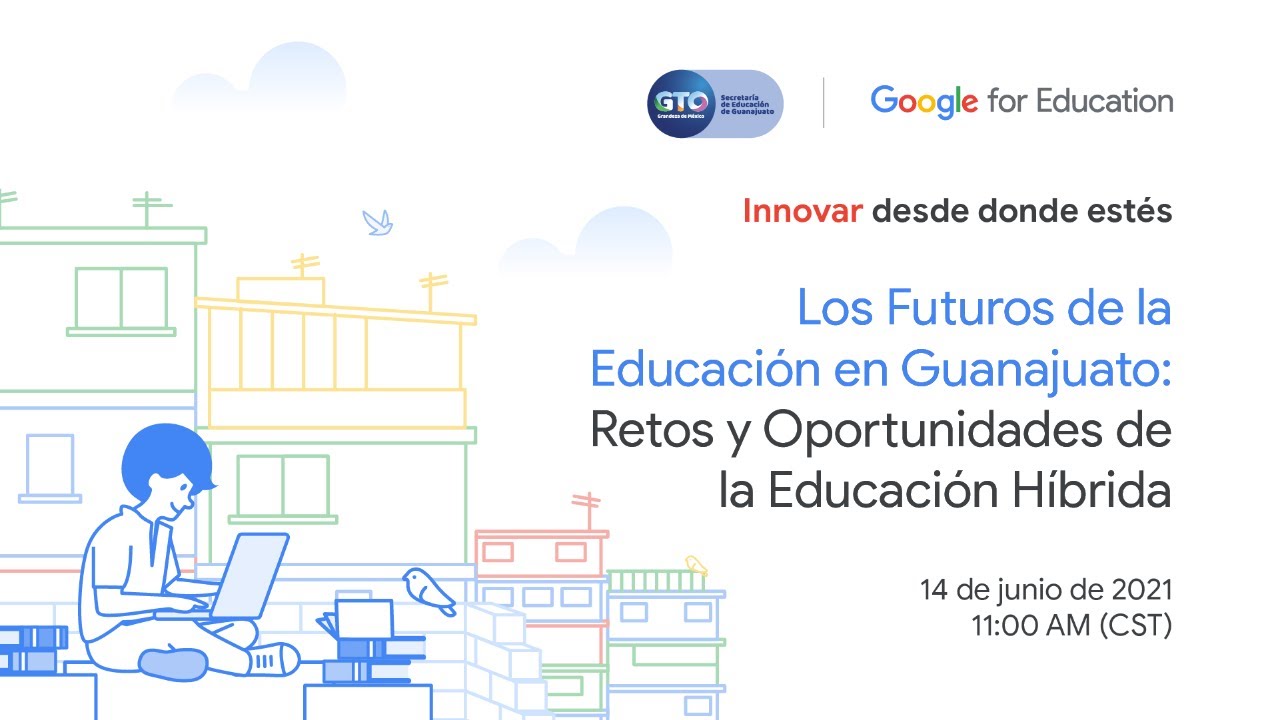 GTO
Grandeza de México
Secretaría
de Educación
de Guanajuato
Google for Education
Innovar desde donde estés
Los Futuros de la
Educación en Guanajuato:
Retos y Oportunidades de
la Educación Híbrida
14 de junio de 2021
11:00 AM (CST)